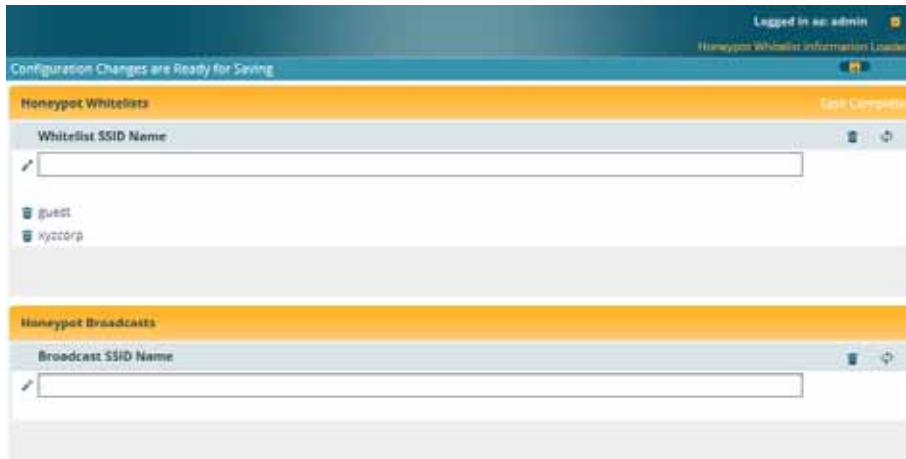 Logged in as: admin
Honeypot Whitelist Information Loade
Configuration Changes are Ready for Saving
Honeypot Whitelists
Task Complete
Whitelist SSID Name
guest
xyzcorp
Honeypot Broadcasts
Broadcast SSID Name